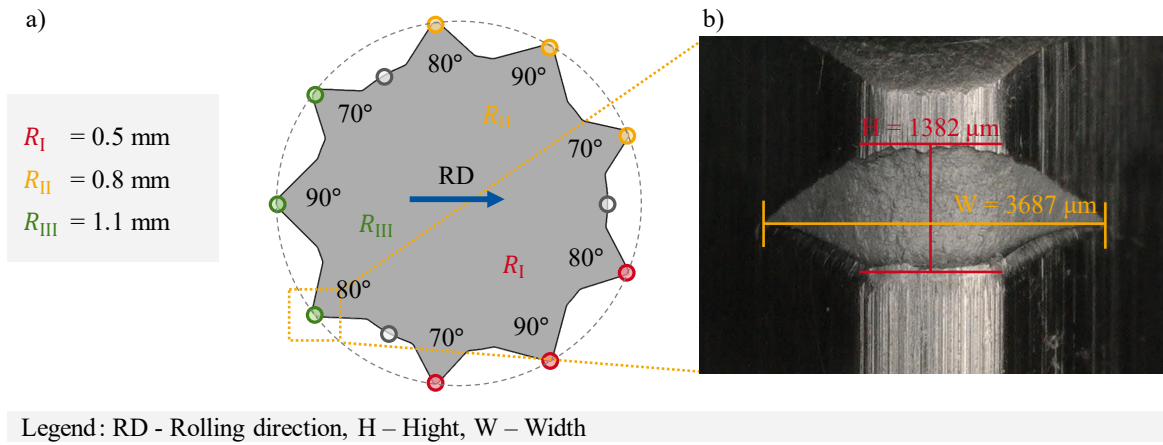 a)
b)
R_I = 0.5 mm
R_II = 0.8 mm
R_III = 1.1 mm
80°
90°
70°
70°
R_II
RD
90°
R_III
R_I
80°
80°
70°
90°
H = 1382 µm
W = 3687 µm
Legend: RD - Rolling direction, H – Hight, W – Width